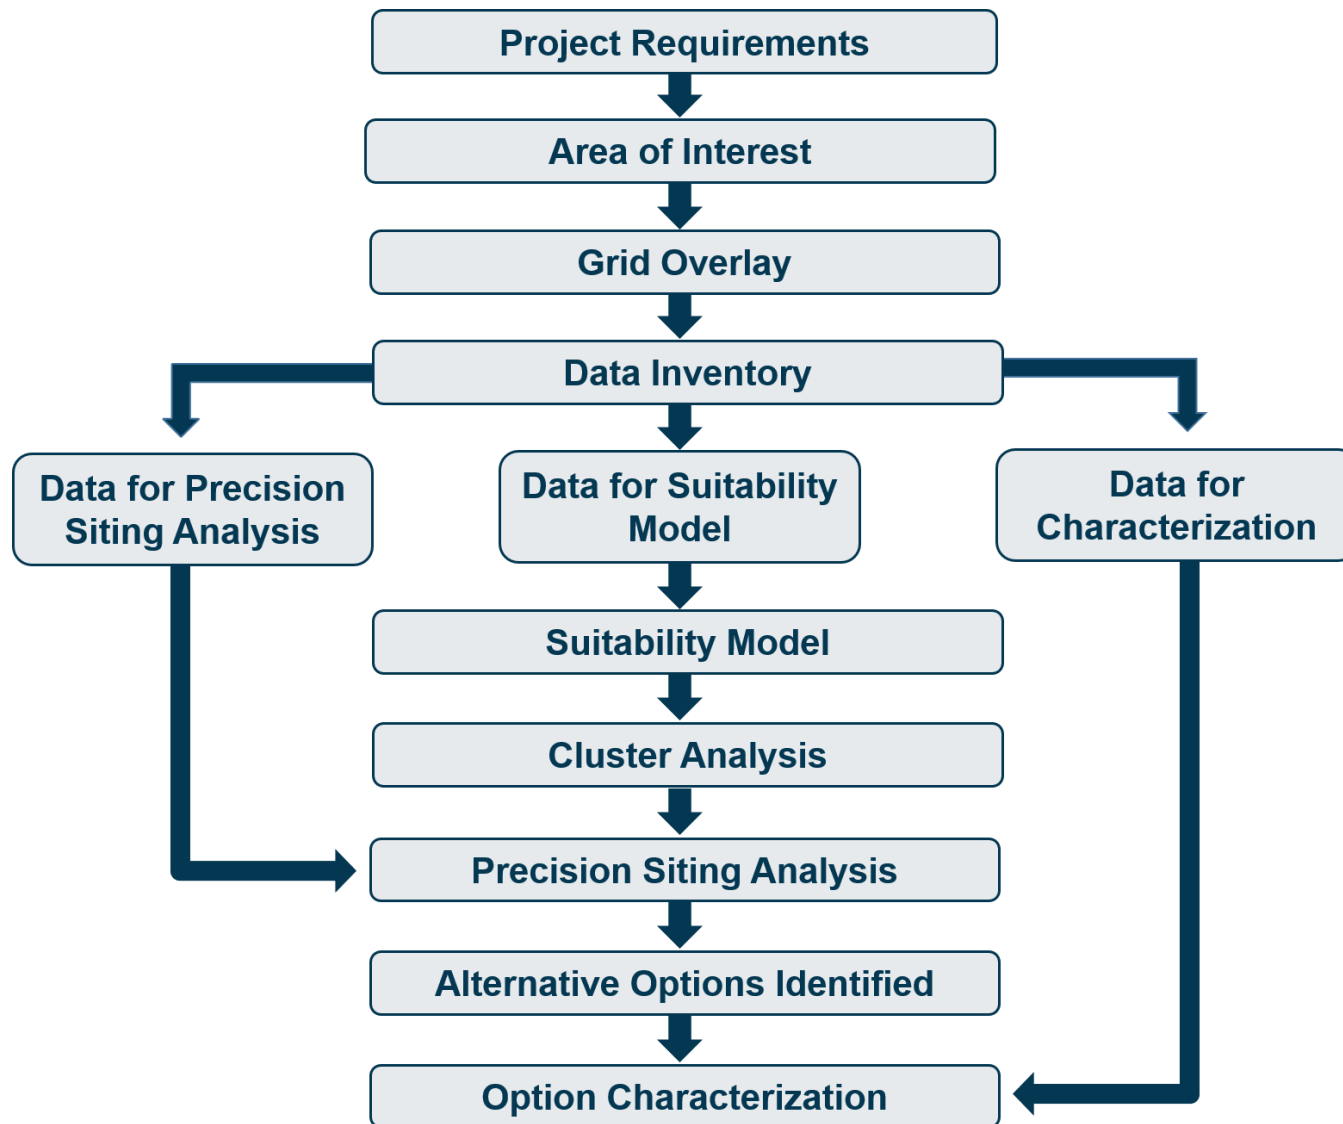 Project Requirements
Area of Interest
Grid Overlay
Data Inventory
Data for Precision
Siting Analysis
Data for Suitability
Model
Data for
Characterization
Suitability Model
Cluster Analysis
Precision Siting Analysis
Alternative Options Identified
Option Characterization